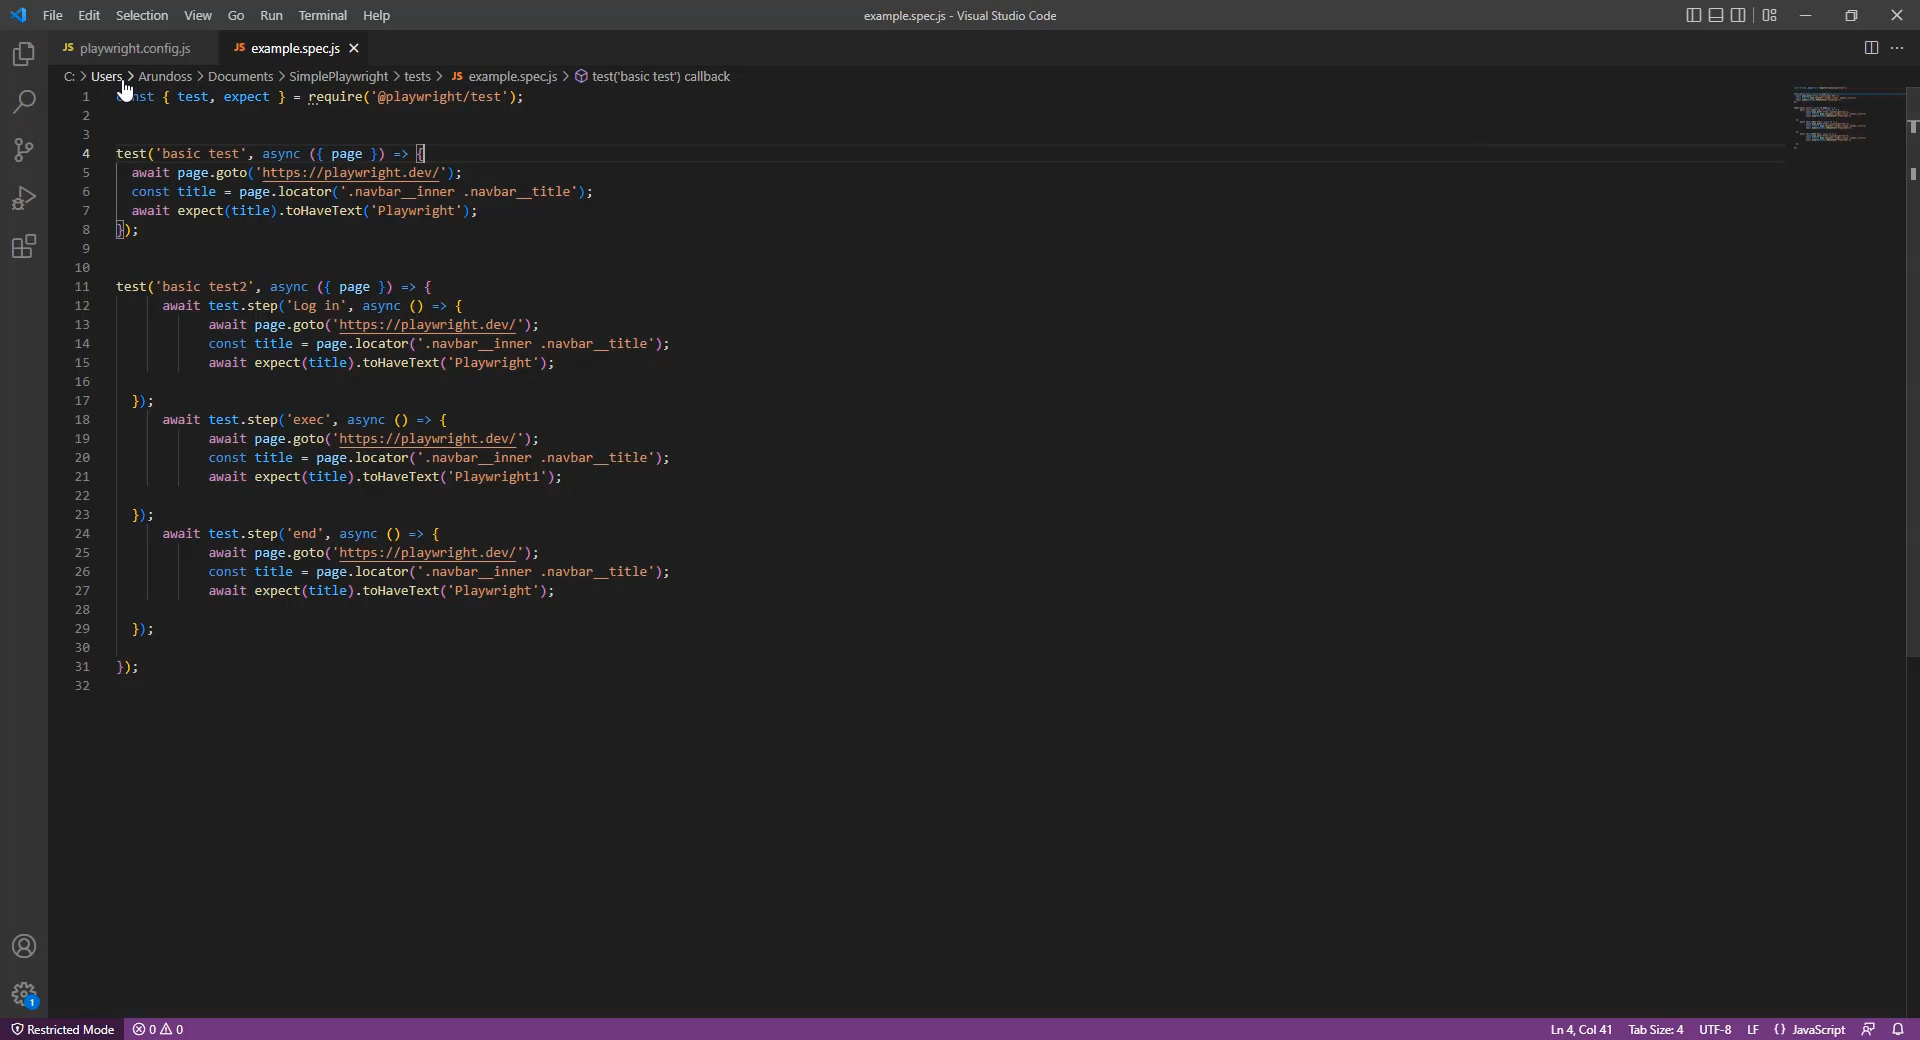 File Edit Selection View Go Run Terminal Help
example.spec.js - Visual Studio Code
JS playwright.config.js
JS example.spec.js
C: > Users > Arundoss > Documents > SimplePlaywright > tests > JS example.spec.js > test('basic test') callback
1 const { test, expect } = require('@playwright/test');
2
3
4 test('basic test', async ({ page }) => {
5 await page.goto('https://playwright.dev/');
6 const title = page.locator('.navbar__inner .navbar__title');
7 await expect(title).toHaveText('Playwright');
8 });
9
10
11 test('basic test2', async ({ page }) => {
12 await test.step('Log in', async () => {
13 await page.goto('https://playwright.dev/');
14 const title = page.locator('.navbar__inner .navbar__title');
15 await expect(title).toHaveText('Playwright');
16
17 });
18 await test.step('exec', async () => {
19 await page.goto('https://playwright.dev/');
20 const title = page.locator('.navbar__inner .navbar__title');
21 await expect(title).toHaveText('Playwright1');
22
23 });
24 await test.step('end', async () => {
25 await page.goto('https://playwright.dev/');
26 const title = page.locator('.navbar__inner .navbar__title');
27 await expect(title).toHaveText('Playwright');
28
29 });
30
31 });
32
1
Restricted Mode 0 0
Ln 4, Col 41 Tab Size: 4 UTF-8 LF {} JavaScript